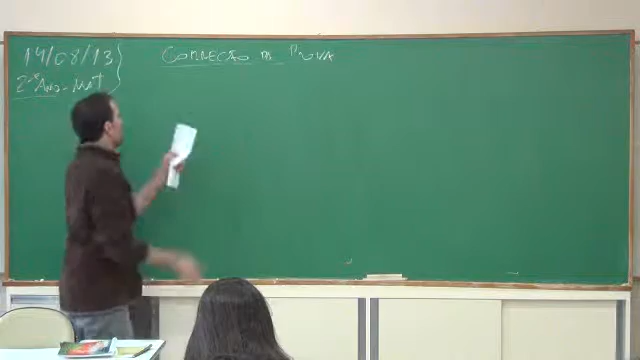 14/08/13
2º Ano - MAT
CORREÇÃO DA PROVA